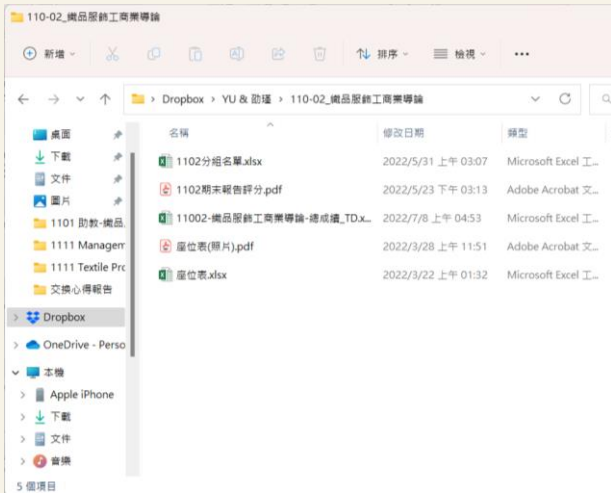 110-02_織品服飾工商業導論
新增
排序
檢視
Dropbox › YU & 劭瑾 › 110-02_織品服飾工商業導論
桌面
下載
文件
圖片
1101 助教-織品
1111 Managem
1111 Textile Prc
交換心得報告
Dropbox
OneDrive - Perso
本機
Apple iPhone
下載
文件
音樂
名稱 修改日期 類型
1102分組名單.xlsx 2022/5/31 上午 03:07 Microsoft Excel 工...
1102期末報告評分.pdf 2022/5/23 下午 03:13 Adobe Acrobat 文...
11002-織品服飾工商業導論-總成績_TD.x... 2022/7/8 上午 04:53 Microsoft Excel 工...
座位表(照片).pdf 2022/3/28 上午 11:51 Adobe Acrobat 文...
座位表.xlsx 2022/3/22 上午 01:32 Microsoft Excel 工...
5 個項目